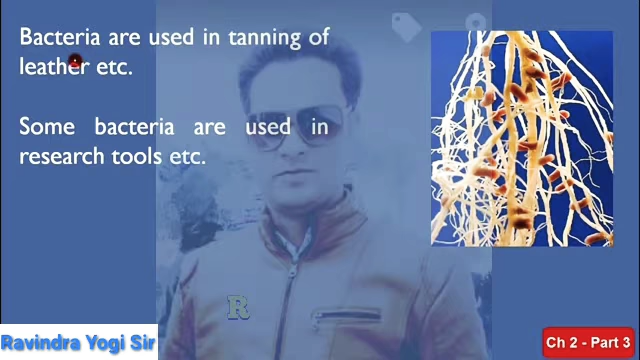 Bacteria are used in tanning of
leather etc.
Some bacteria are used in
research tools etc.
R
Ravindra Yogi Sir
Ch 2 - Part 3